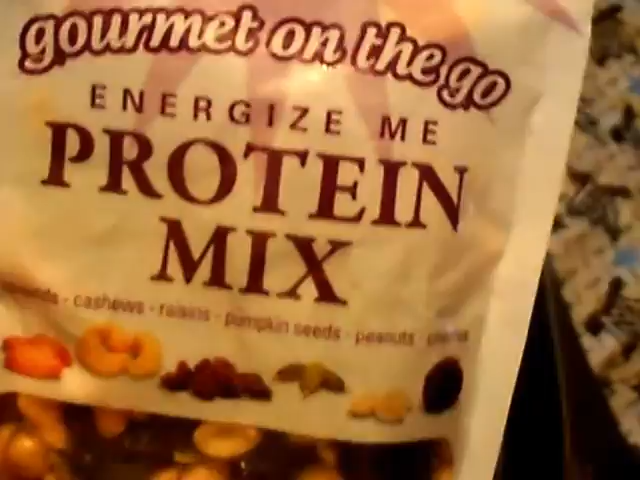 gourmet on the go
ENERGIZE ME
PROTEIN
MIX
cashews - raisins - pumpkin seeds - peanuts